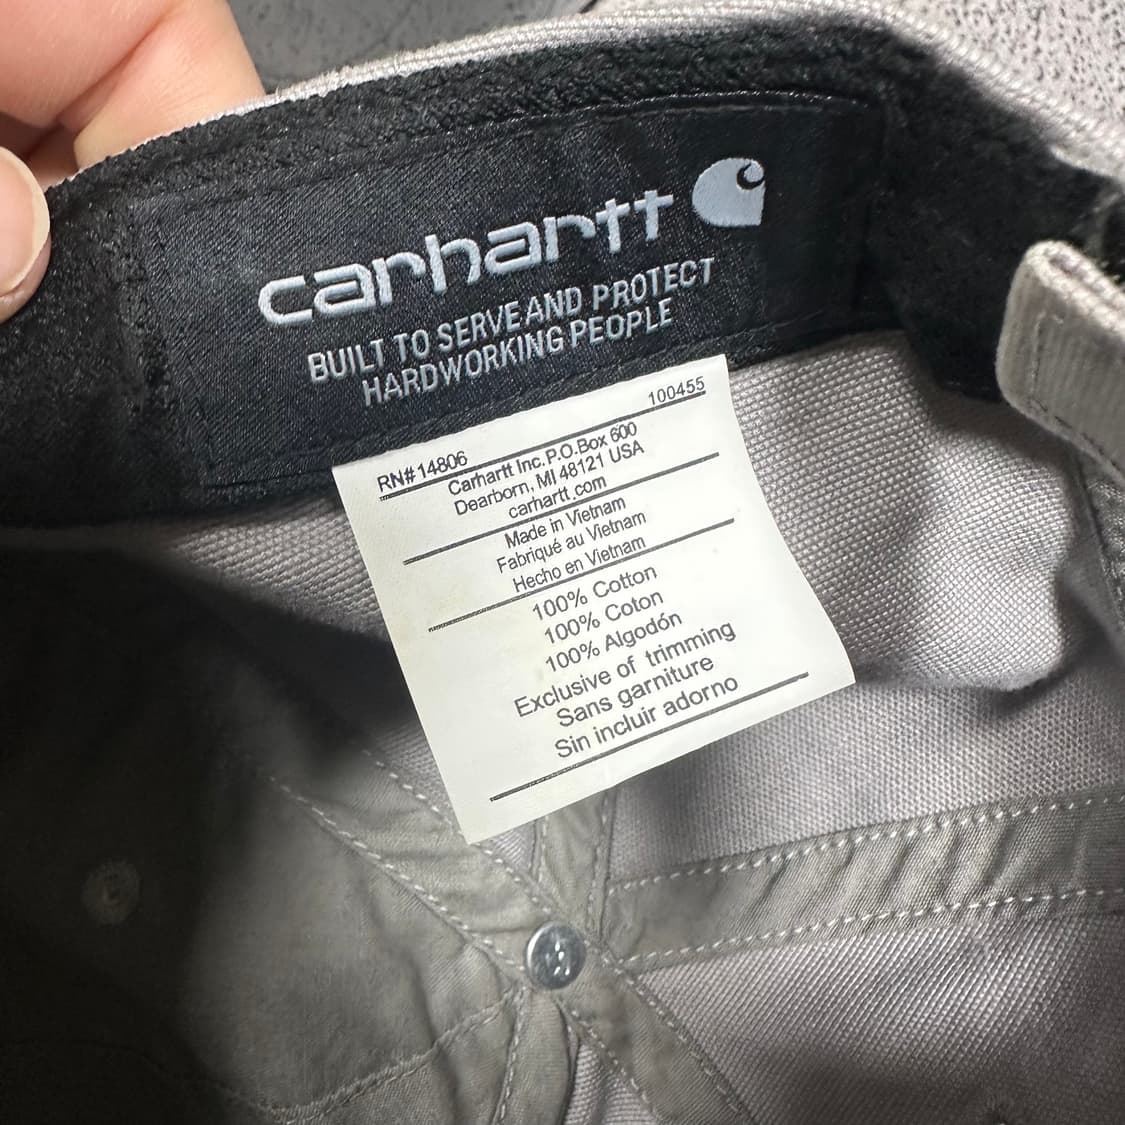 carhartt
BUILT TO SERVE AND PROTECT
HARDWORKING PEOPLE
RN# 14806 100455
Carhartt Inc. P.O.Box 600
Dearborn, MI 48121 USA
carhartt.com
Made in Vietnam
Fabriqué au Vietnam
Hecho en Vietnam
100% Cotton
100% Coton
100% Algodón
Exclusive of trimming
Sans garniture
Sin incluir adorno